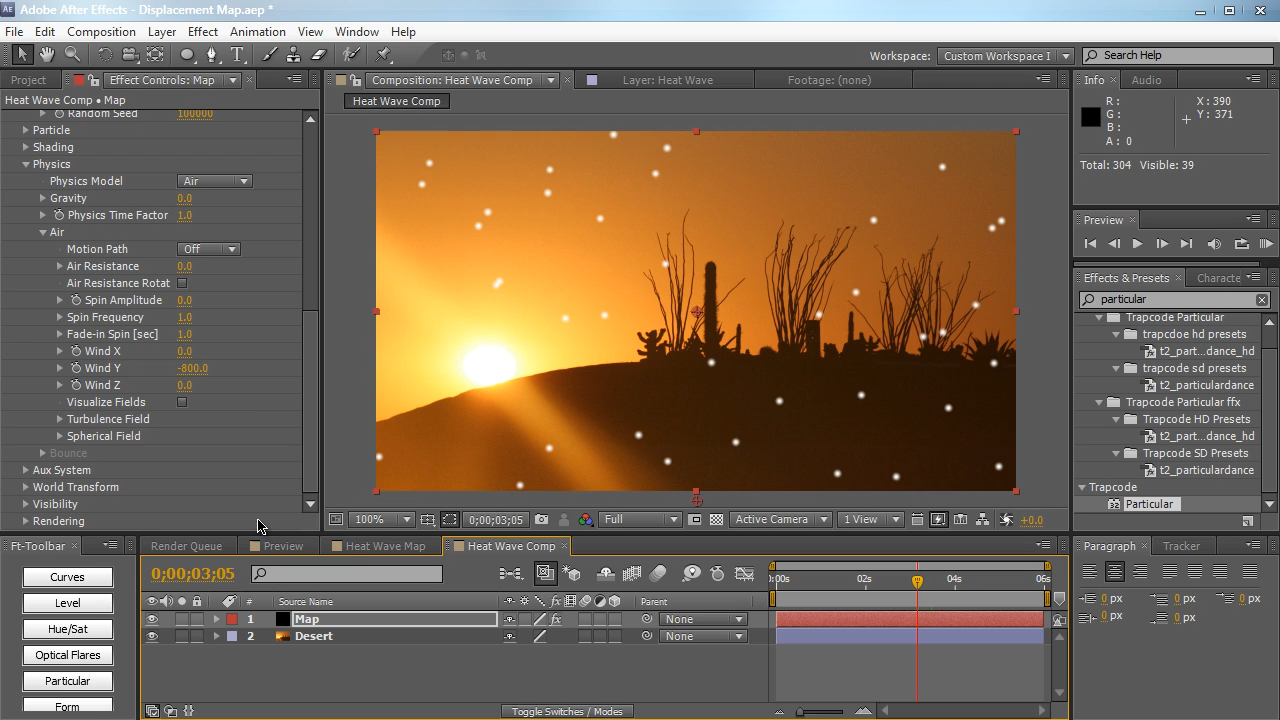 Adobe After Effects - Displacement Map.aep *
File Edit Composition Layer Effect Animation View Window Help
Workspace: Custom Workspace I Search Help
Project Effect Controls: Map Composition: Heat Wave Comp Layer: Heat Wave Footage: (none) Info Audio
Heat Wave Comp • Map
Heat Wave Comp
Random Seed 100000
Particle
Shading
Physics
Physics Model Air
Gravity 0.0
Physics Time Factor 1.0
Air
Motion Path Off
Air Resistance 0.0
Air Resistance Rotat
Spin Amplitude 0.0
Spin Frequency 1.0
Fade-in Spin [sec] 1.0
Wind X 0.0
Wind Y -800.0
Wind Z 0.0
Visualize Fields
Turbulence Field
Spherical Field
Bounce
Aux System
World Transform
Visibility
Rendering
100% 0;00;03;05 Full Active Camera 1 View +0.0
R :
G :
B :
A : 0
X : 390
Y : 371
Total: 304 Visible: 39
Preview
Effects & Presets Characte
particular
Trapcode Particular
trapcdoe hd presets
t2_part...dance_hd
trapcode sd presets
t2_particulardance
Trapcode Particular ffx
Trapcode HD Presets
t2_part...dance_hd
Trapcode SD Presets
t2_particulardance
Trapcode
Particular
Ft-Toolbar
Curves
Level
Hue/Sat
Optical Flares
Particular
Form
Render Queue Preview Heat Wave Map Heat Wave Comp
0;00;03;05
0:00s 02s 04s 06s
# Source Name fx Parent
1 Map fx None
2 Desert None
Toggle Switches / Modes
Paragraph Tracker
0 px 0 px 0 px
0 px 0 px